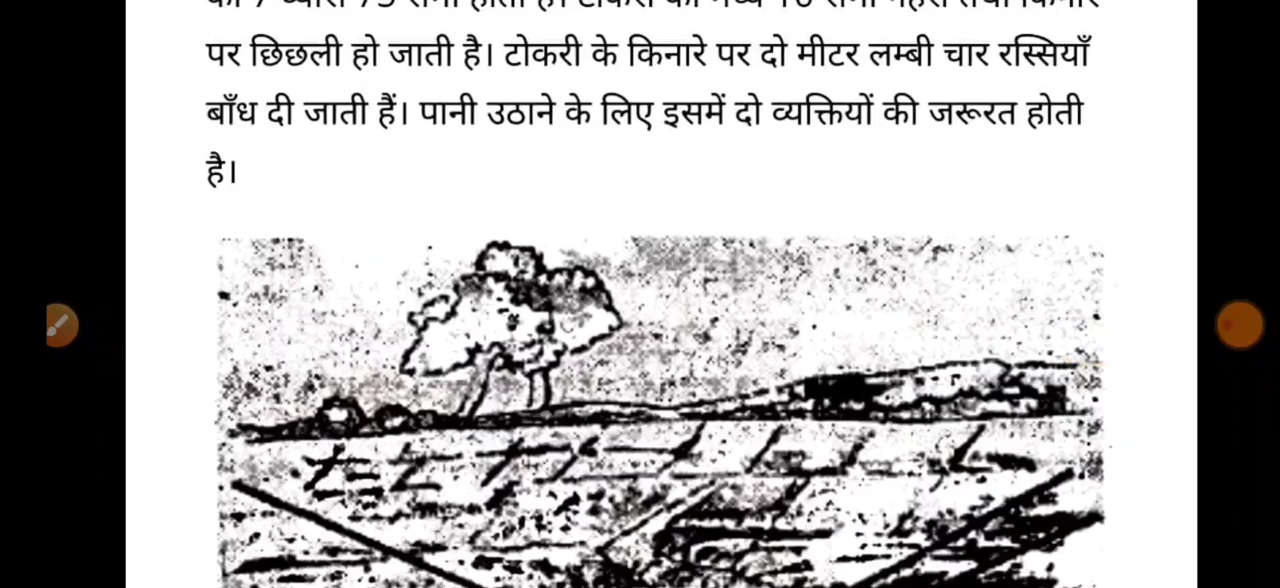 पर छिछली हो जाती है। टोकरी के किनारे पर दो मीटर लम्बी चार रस्सियाँ
बाँध दी जाती हैं। पानी उठाने के लिए इसमें दो व्यक्तियों की जरूरत होती
है।